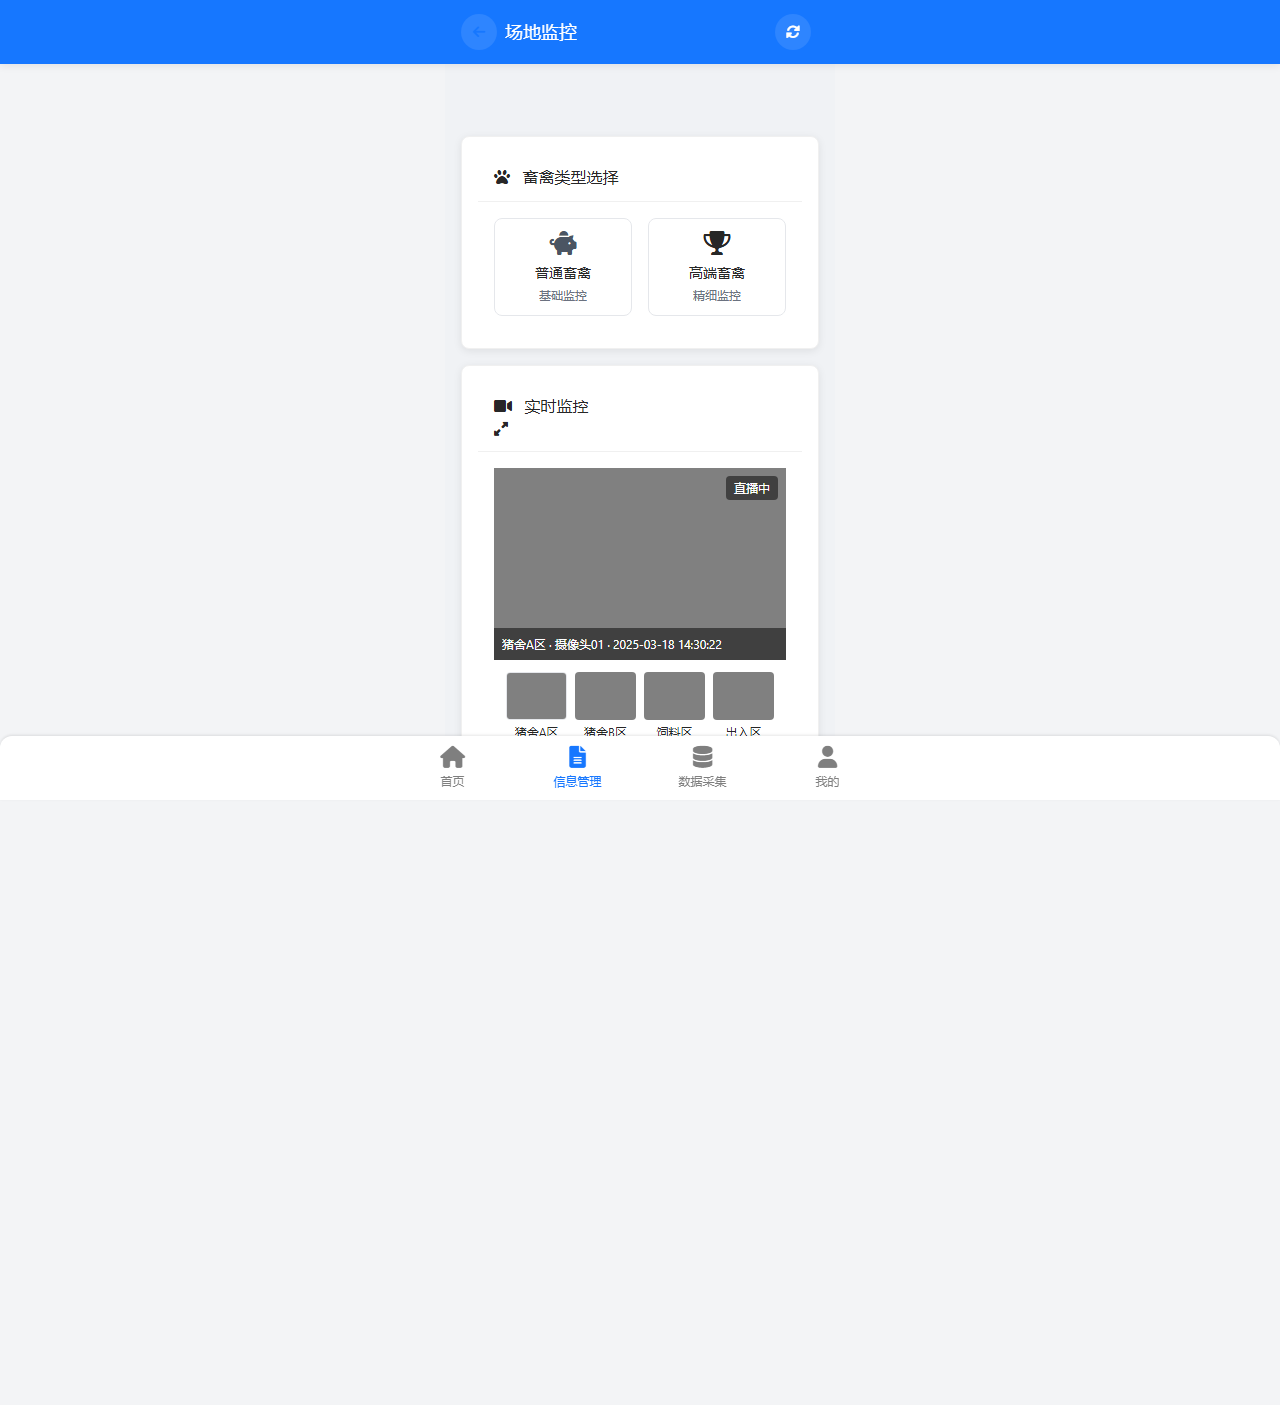 场地监控
畜禽类型选择
普通畜禽
基础监控
高端畜禽
精细监控
实时监控
直播中
猪舍A区 · 摄像头01 · 2025-03-18 14:30:22
猪舍A区
猪舍B区
饲料区
出入区
首页
信息管理
数据采集
我的